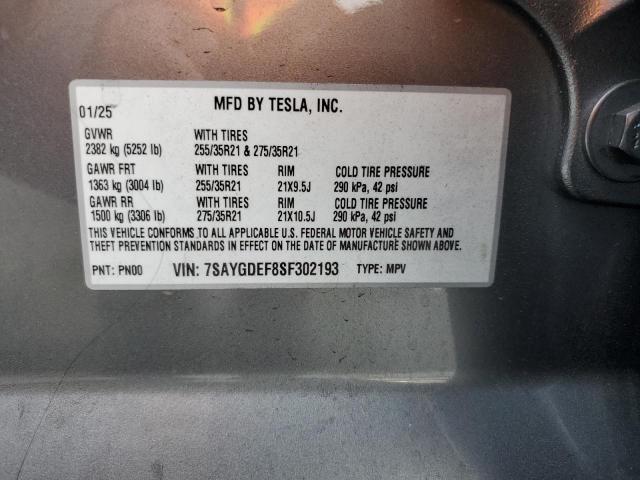 01/25 MFD BY TESLA, INC.
GVWR WITH TIRES
2382 kg (5252 lb) 255/35R21 & 275/35R21
GAWR FRT WITH TIRES RIM COLD TIRE PRESSURE
1363 kg (3004 lb) 255/35R21 21X9.5J 290 kPa, 42 psi
GAWR RR WITH TIRES RIM COLD TIRE PRESSURE
1500 kg (3306 lb) 275/35R21 21X10.5J 290 kPa, 42 psi
THIS VEHICLE CONFORMS TO ALL APPLICABLE U.S. FEDERAL MOTOR VEHICLE SAFETY AND
THEFT PREVENTION STANDARDS IN EFFECT ON THE DATE OF MANUFACTURE SHOWN ABOVE.
PNT: PN00 VIN: 7SAYGDEF8SF302193 TYPE: MPV